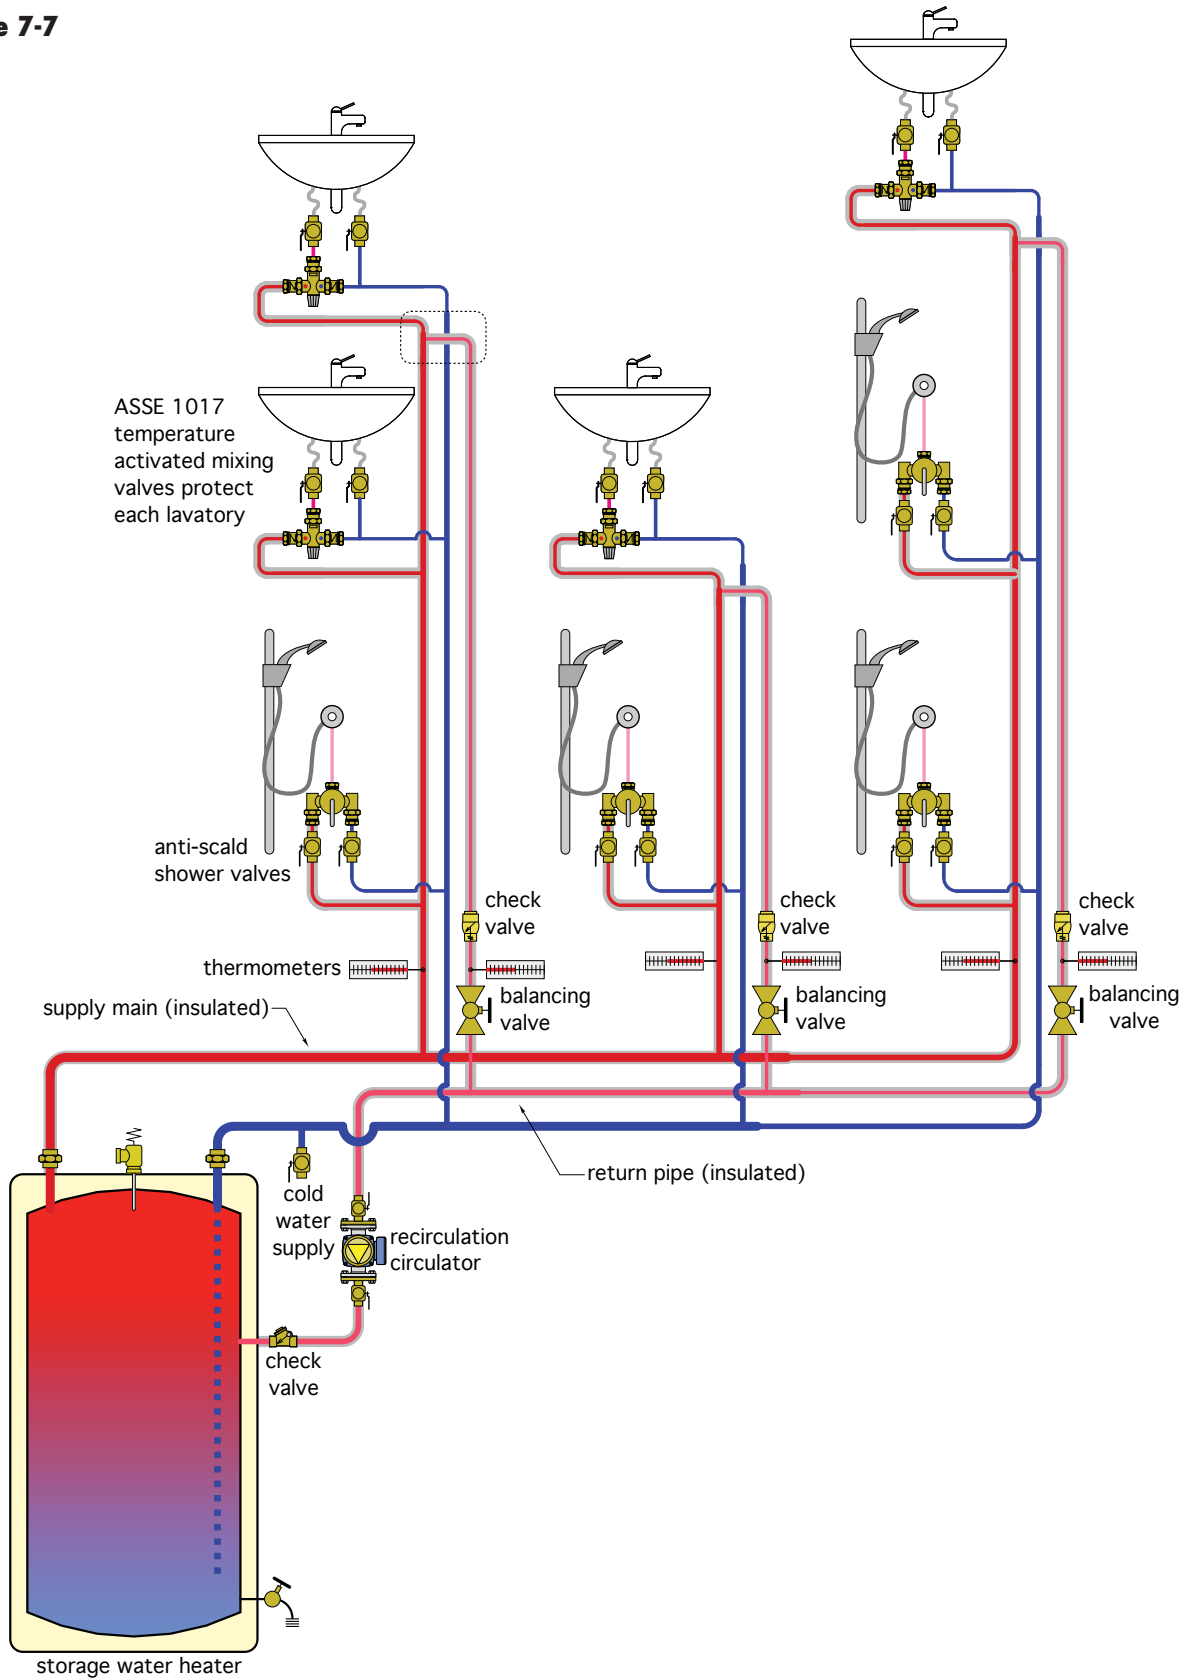 e 7-7
ASSE 1017
temperature
activated mixing
valves protect
each lavatory
anti-scald
shower valves
check
valve
check
valve
check
valve
thermometers
balancing
valve
balancing
valve
balancing
valve
supply main (insulated)
return pipe (insulated)
cold
water
supply
recirculation
circulator
check
valve
storage water heater